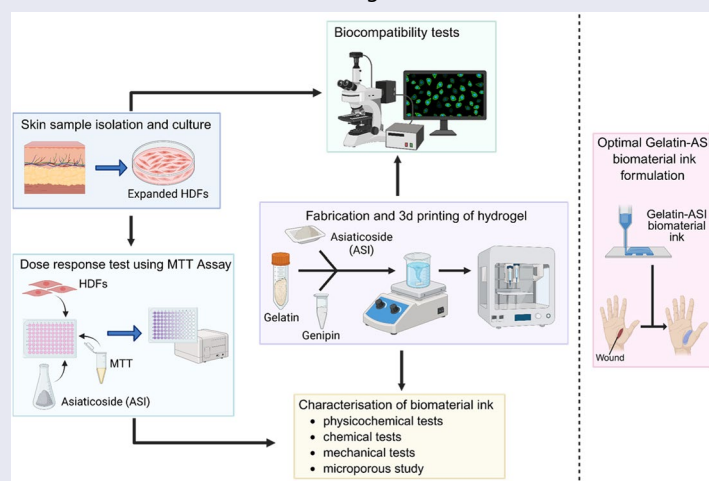 Biocompatibility tests
Skin sample isolation and culture
Expanded HDFs
Dose response test using MTT Assay
HDFs
MTT
Asiaticoside (ASI)
Fabrication and 3d printing of hydrogel
Asiaticoside
(ASI)
Gelatin
Genipin
Characterisation of biomaterial ink
• physicochemical tests
• chemical tests
• mechanical tests
• microporous study
Optimal Gelatin-ASI
biomaterial ink
formulation
Gelatin-ASI
biomaterial
ink
Wound